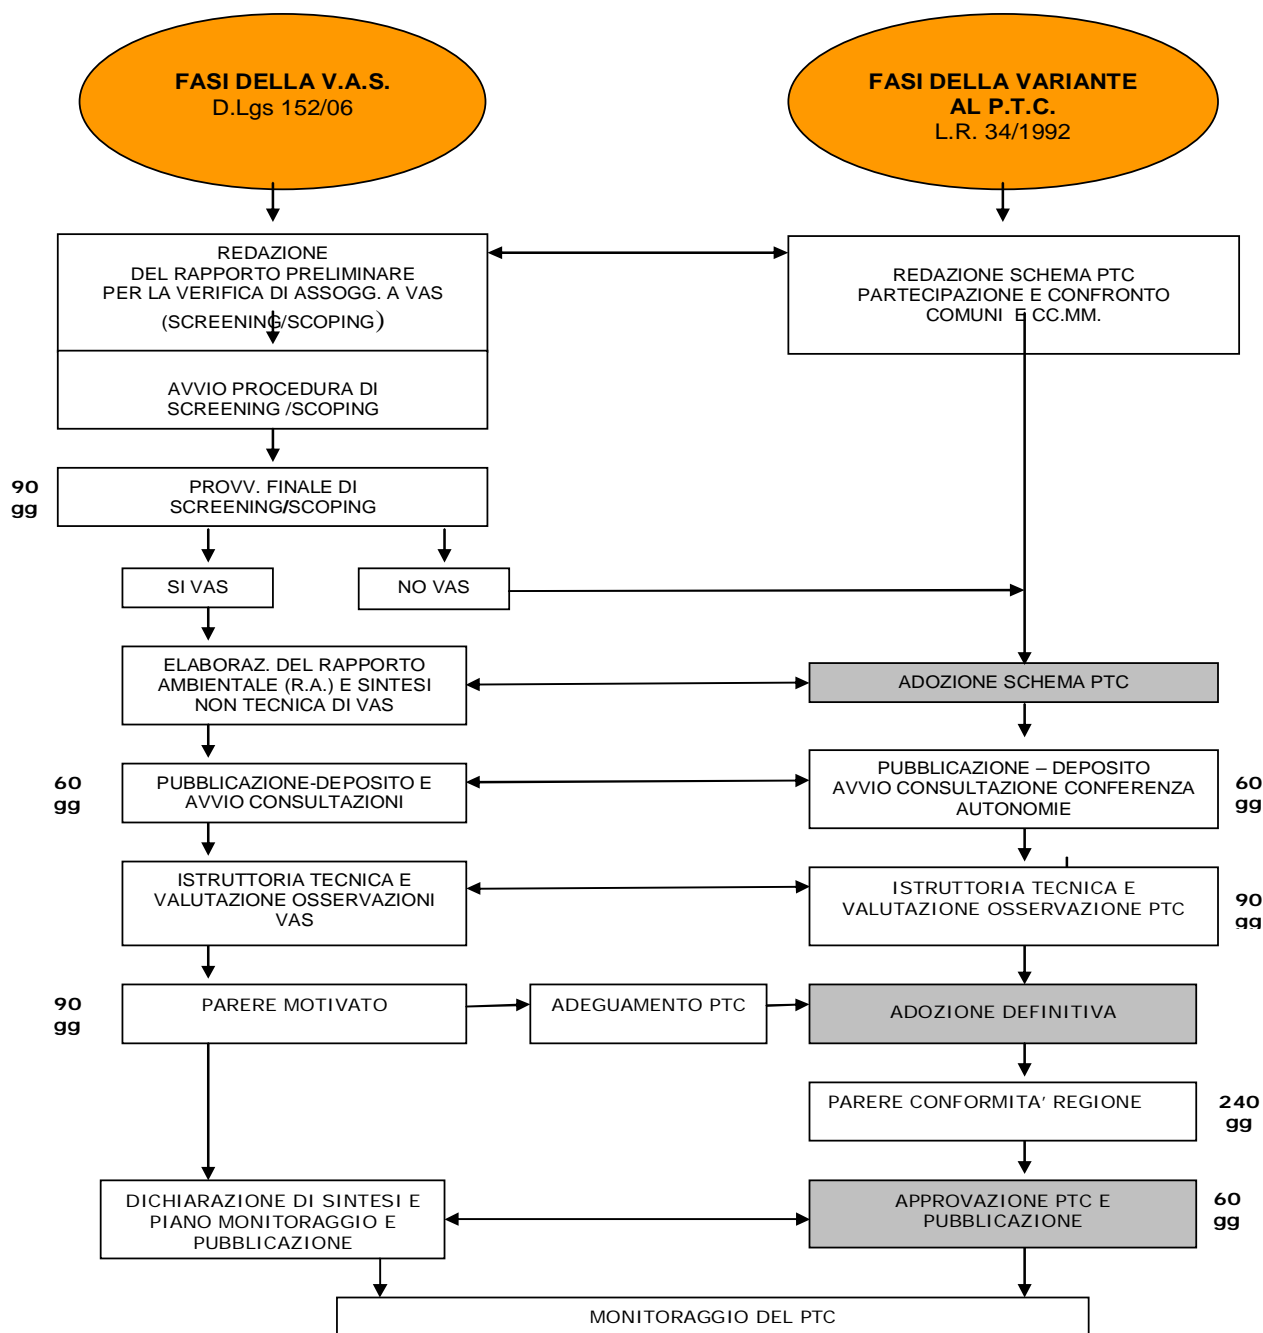 FASI DELLA V.A.S.
D.Lgs 152/06
FASI DELLA VARIANTE
AL P.T.C.
L.R. 34/1992
REDAZIONE
DEL RAPPORTO PRELIMINARE
PER LA VERIFICA DI ASSOGG. A VAS
(SCREENING/SCOPING)
REDAZIONE SCHEMA PTC
PARTECIPAZIONE E CONFRONTO
COMUNI E CC.MM.
AVVIO PROCEDURA DI
SCREENING /SCOPING
90
gg
PROVV. FINALE DI
SCREENING/SCOPING
SI VAS
NO VAS
ELABORAZ. DEL RAPPORTO
AMBIENTALE (R.A.) E SINTESI
NON TECNICA DI VAS
ADOZIONE SCHEMA PTC
60
gg
PUBBLICAZIONE-DEPOSITO E
AVVIO CONSULTAZIONI
PUBBLICAZIONE – DEPOSITO
AVVIO CONSULTAZIONE CONFERENZA
AUTONOMIE
60
gg
ISTRUTTORIA TECNICA E
VALUTAZIONE OSSERVAZIONI
VAS
ISTRUTTORIA TECNICA E
VALUTAZIONE OSSERVAZIONE PTC
90
gg
90
gg
PARERE MOTIVATO
ADEGUAMENTO PTC
ADOZIONE DEFINITIVA
PARERE CONFORMITA' REGIONE
240
gg
DICHIARAZIONE DI SINTESI E
PIANO MONITORAGGIO E
PUBBLICAZIONE
APPROVAZIONE PTC E
PUBBLICAZIONE
60
gg
MONITORAGGIO DEL PTC